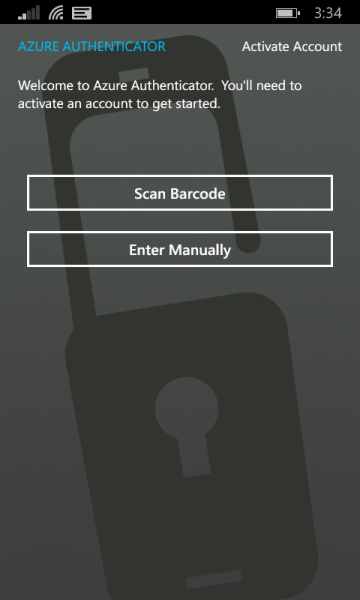 3:34
AZURE AUTHENTICATOR Activate Account
Welcome to Azure Authenticator. You'll need to
activate an account to get started.
Scan Barcode
Enter Manually